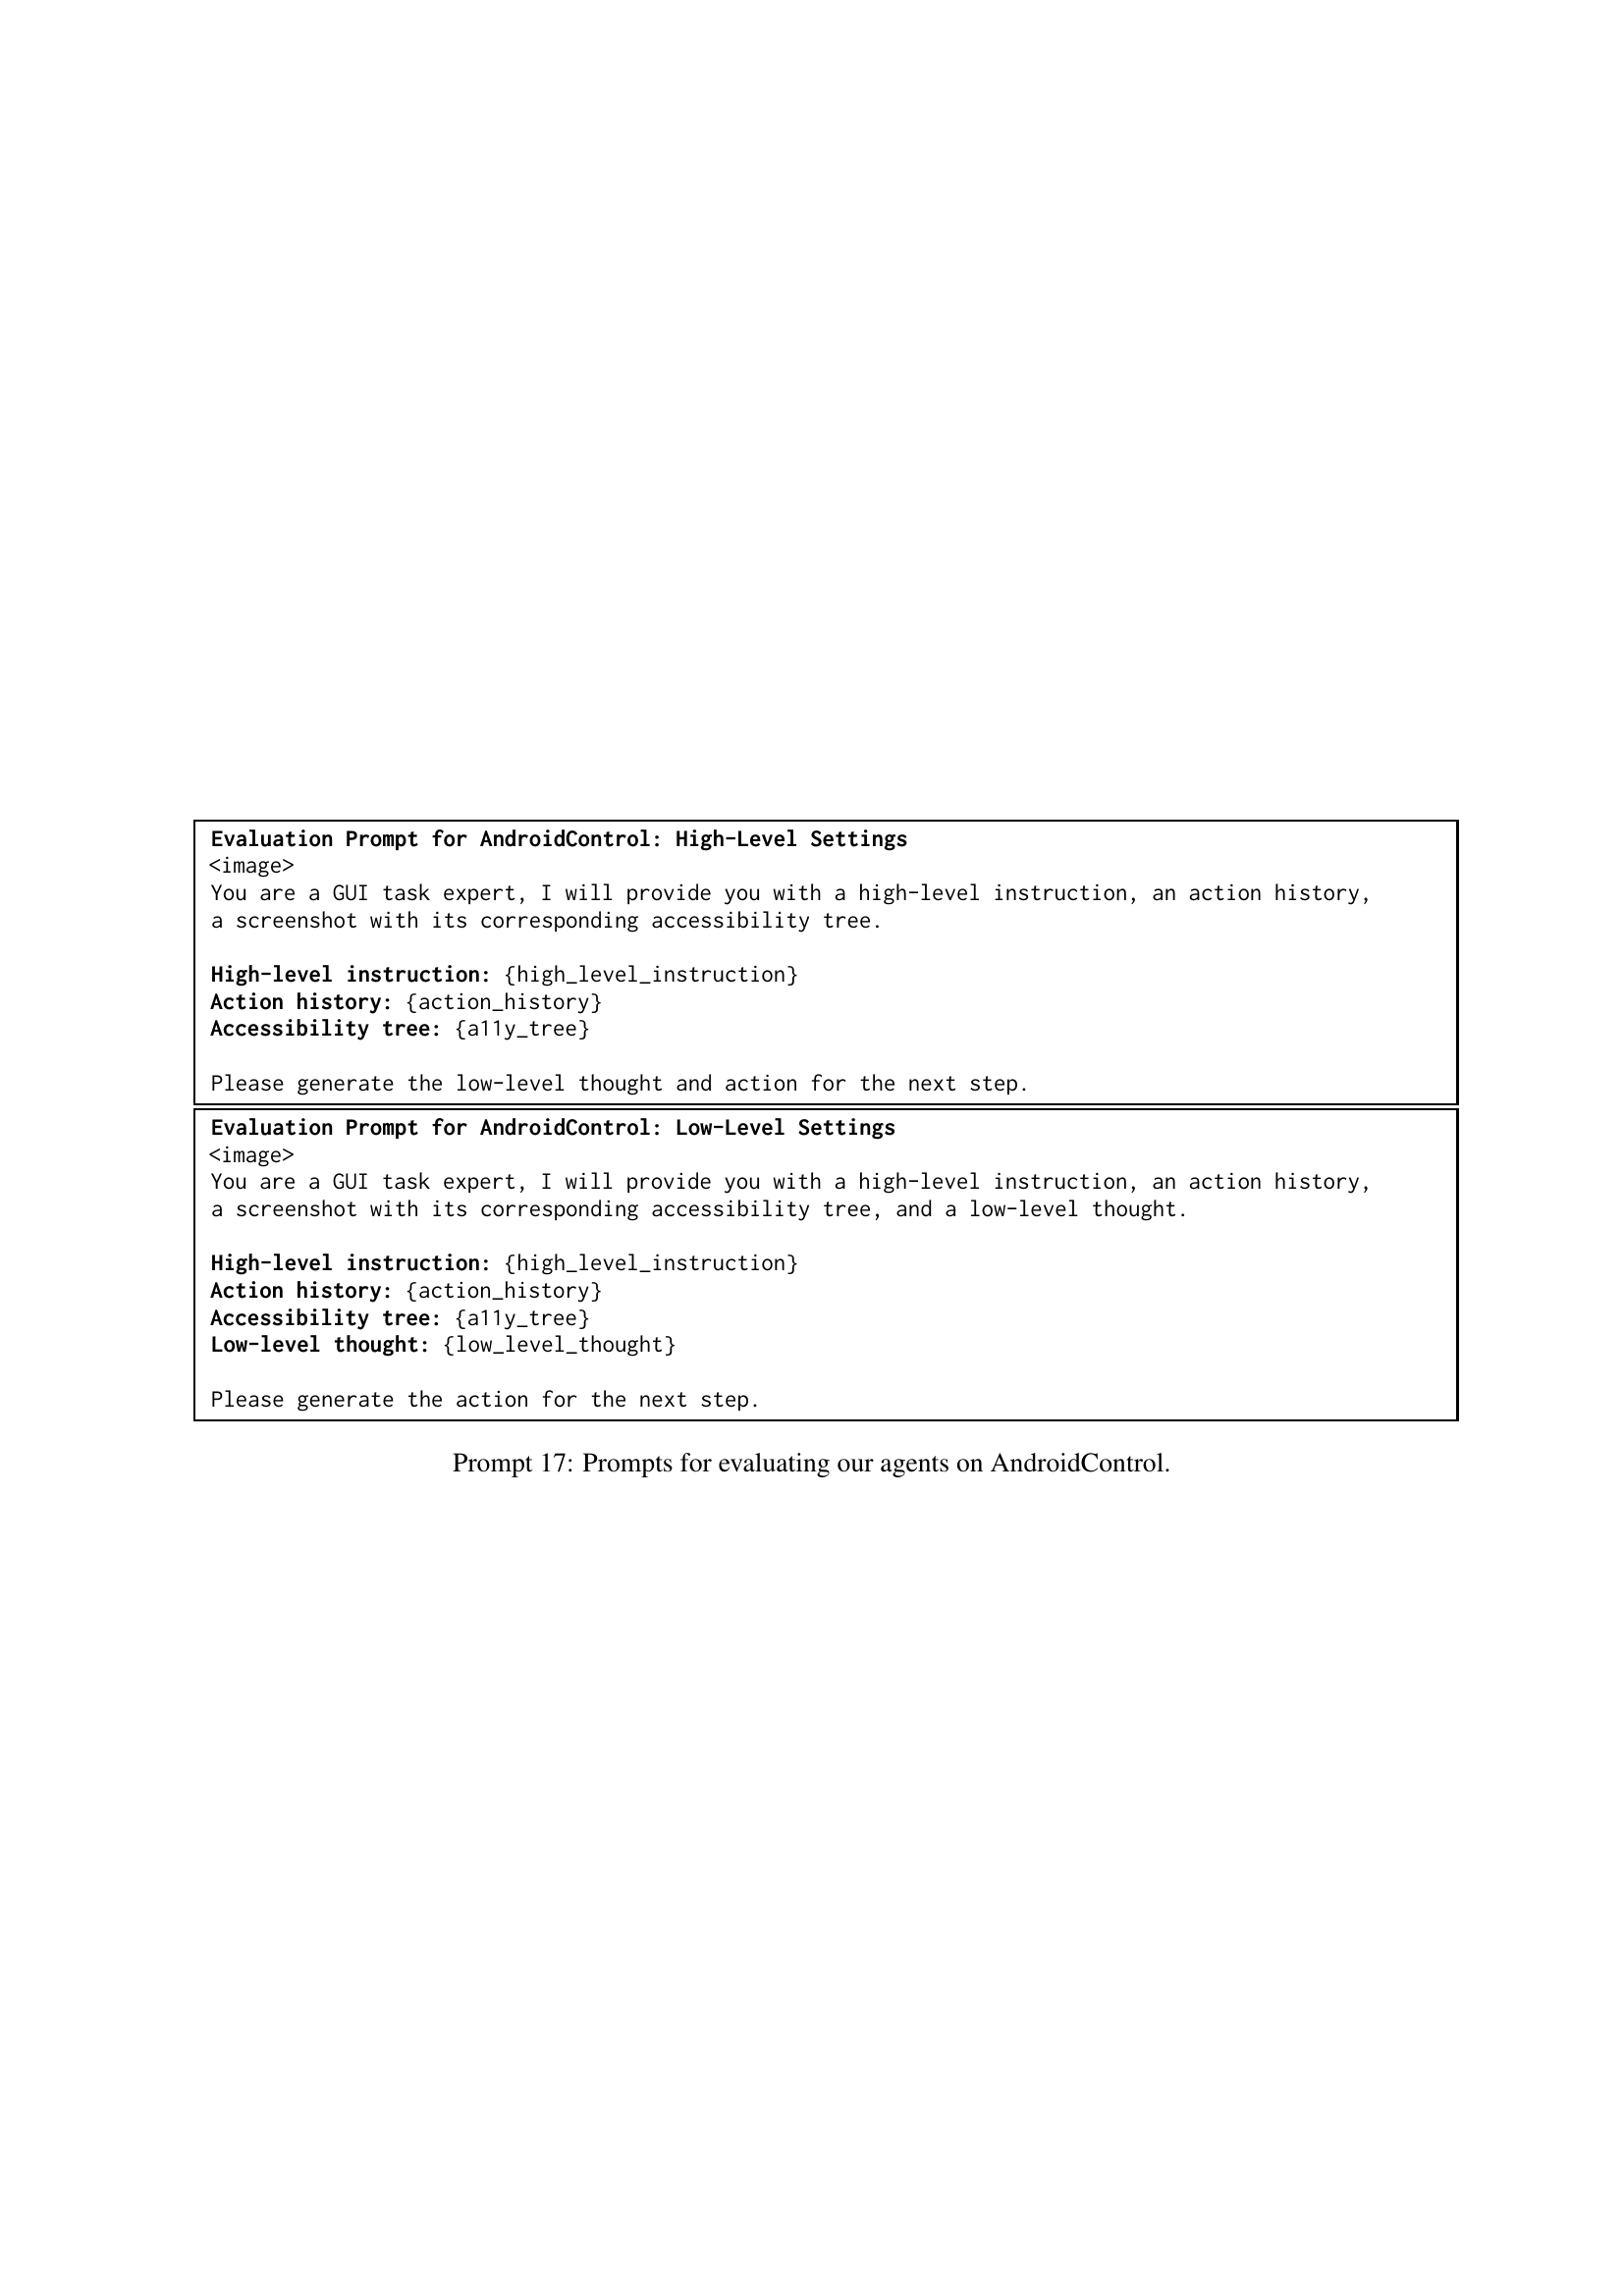 Evaluation Prompt for AndroidControl: High-Level Settings
<image>
You are a GUI task expert, I will provide you with a high-level instruction, an action history,
a screenshot with its corresponding accessibility tree.
High-level instruction: {high_level_instruction}
Action history: {action_history}
Accessibility tree: {a11y_tree}
Please generate the low-level thought and action for the next step.
Evaluation Prompt for AndroidControl: Low-Level Settings
<image>
You are a GUI task expert, I will provide you with a high-level instruction, an action history,
a screenshot with its corresponding accessibility tree, and a low-level thought.
High-level instruction: {high_level_instruction}
Action history: {action_history}
Accessibility tree: {a11y_tree}
Low-level thought: {low_level_thought}
Please generate the action for the next step.
Prompt 17: Prompts for evaluating our agents on AndroidControl.